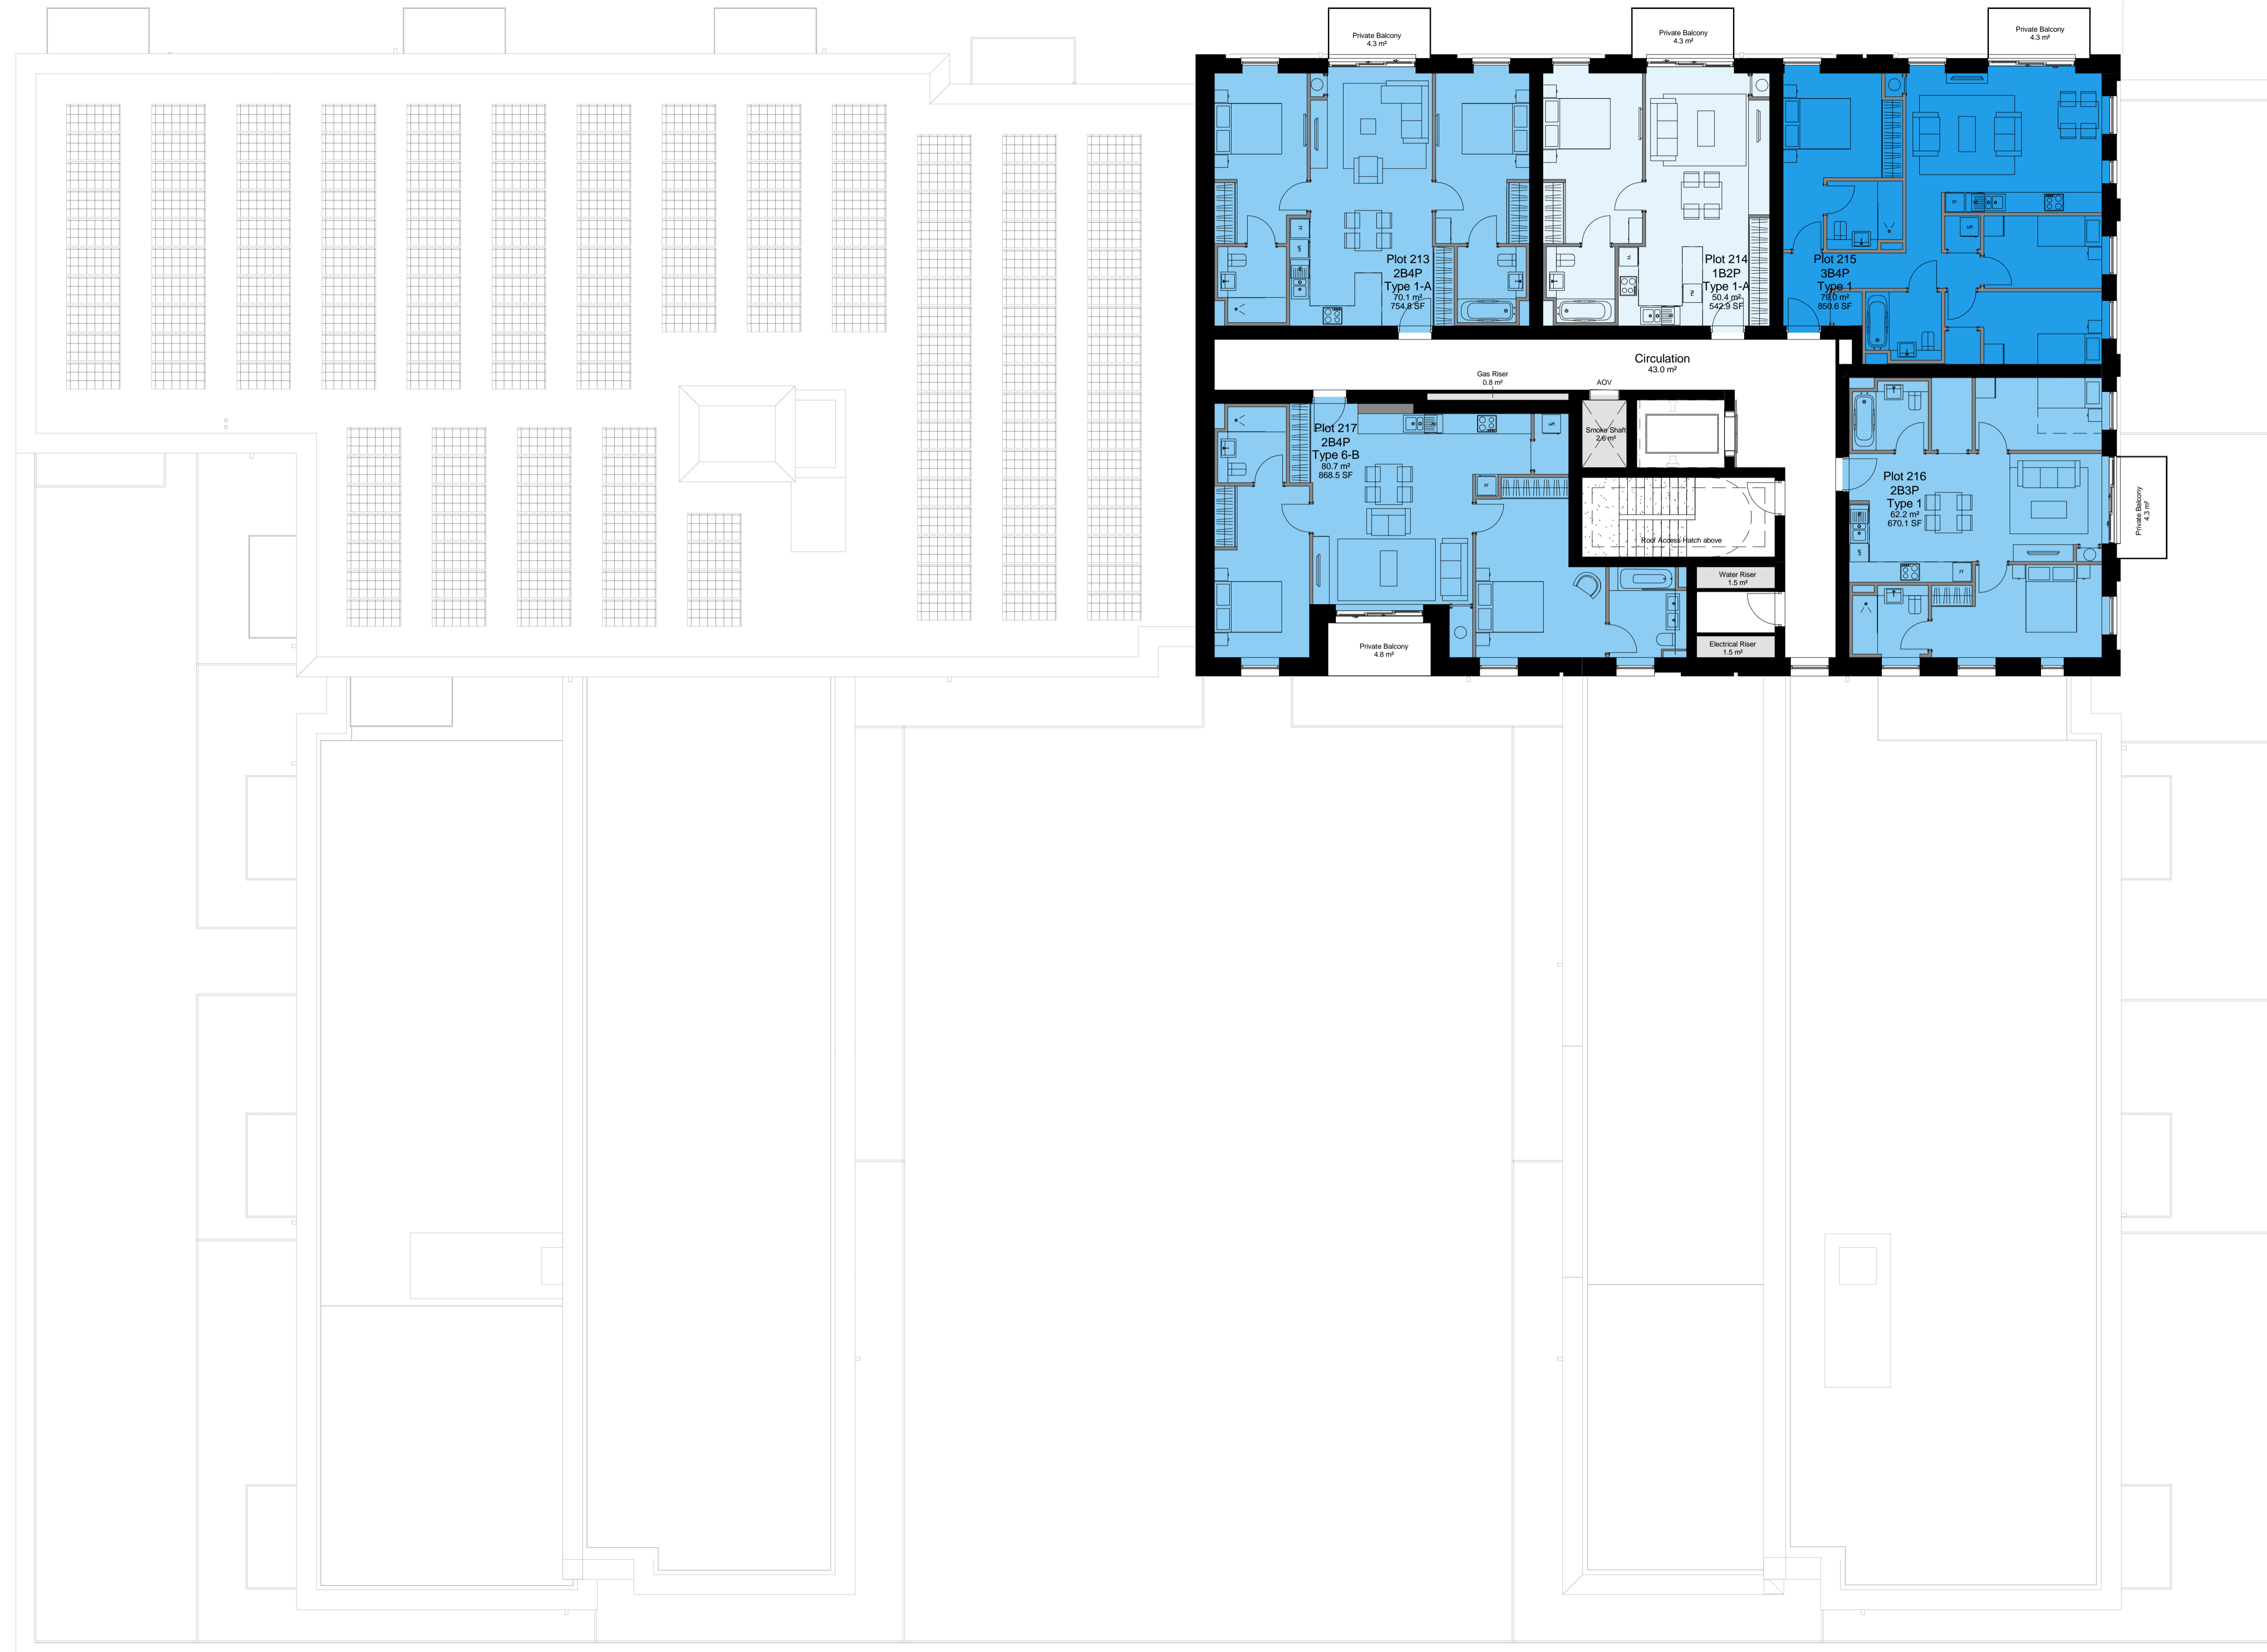 Private Balcony
4.3 m²
Private Balcony
4.3 m²
Private Balcony
4.3 m²
Plot 213
2B4P
Type 1-A
70.1 m²
754.8 SF
Plot 214
1B2P
Type 1-A
50.4 m²
542.9 SF
Plot 215
3B4P
Type 1
79.0 m²
850.6 SF
Circulation
43.0 m²
Gas Riser
0.8 m²
AOV
Smoke Shaft
2.6 m²
Plot 217
2B4P
Type 6-B
80.7 m²
868.5 SF
Plot 216
2B3P
Type 1
62.2 m²
670.1 SF
Private Balcony
4.3 m²
Roof Access Hatch above
Water Riser
1.5 m²
Electrical Riser
1.5 m²
Private Balcony
4.8 m²